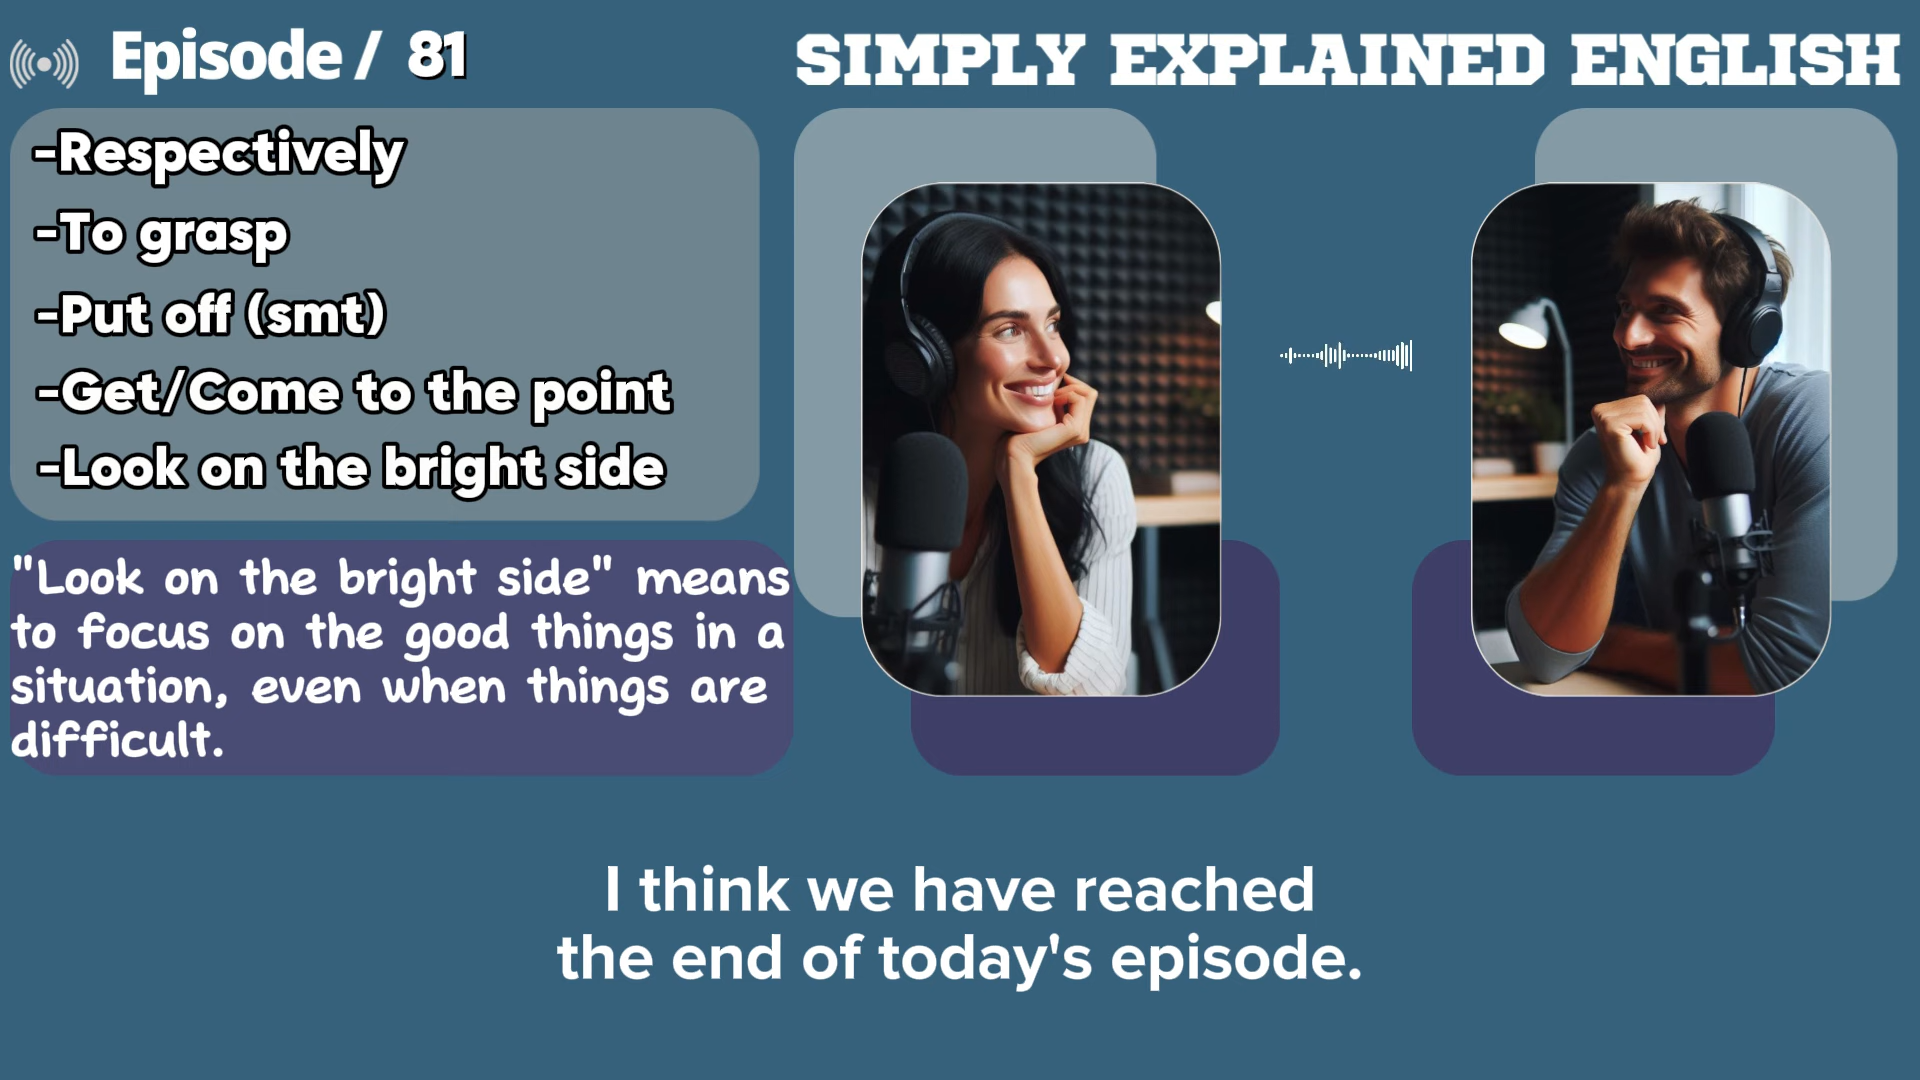 Episode / 81
SIMPLY EXPLAINED ENGLISH
-Respectively
-To grasp
-Put off (smt)
-Get/Come to the point
-Look on the bright side
"Look on the bright side" means
to focus on the good things in a
situation, even when things are
difficult.
I think we have reached
the end of today's episode.